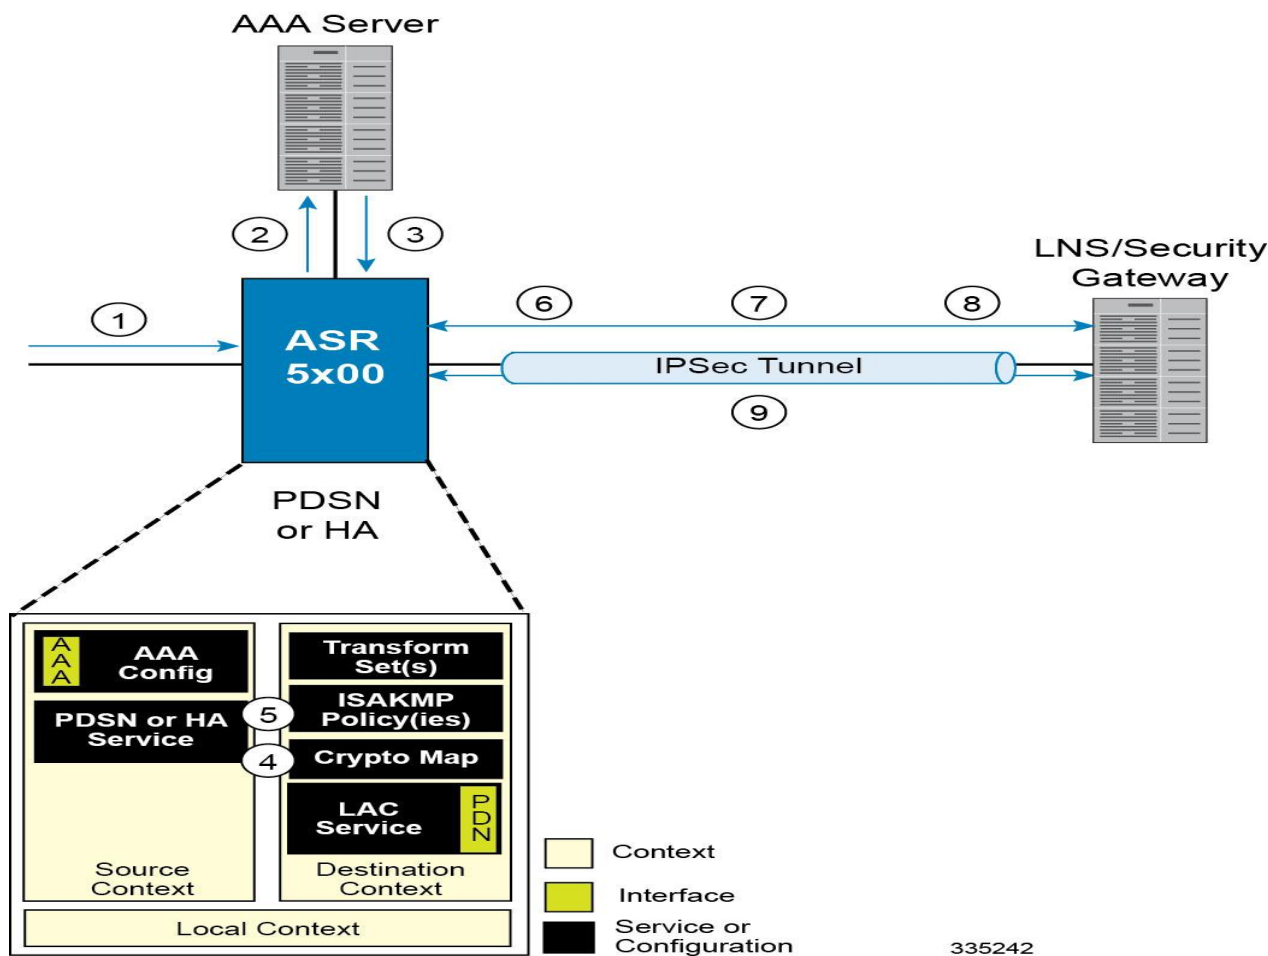 AAA Server
2
3
LNS/Security
Gateway
1
6
7
8
ASR
5x00
IPSec Tunnel
9
PDSN
or HA
AAA
AAA
Config
PDSN or HA
Service
Source
Context
5
4
Transform
Set(s)
ISAKMP
Policy(ies)
Crypto Map
LAC
Service
PDN
Destination
Context
Local Context
Context
Interface
Service or
Configuration
335242